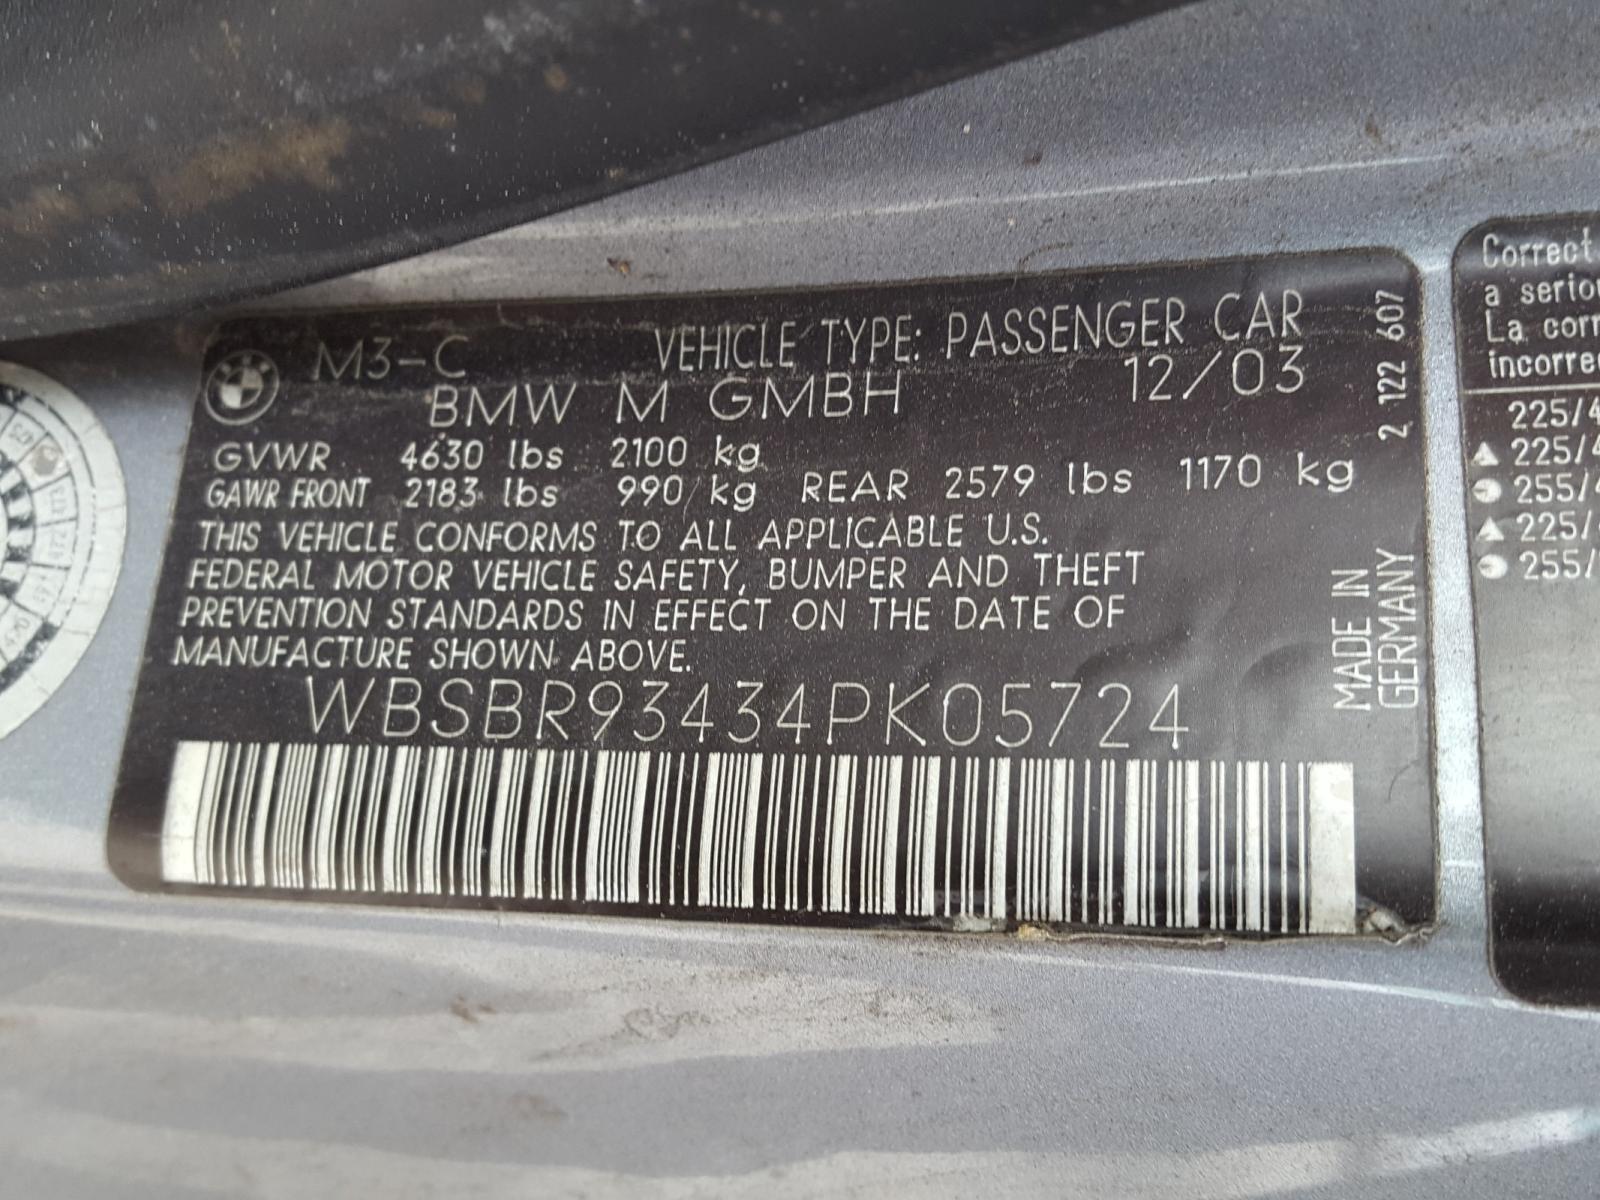 M3-C VEHICLE TYPE: PASSENGER CAR
BMW M GMBH 12/03
GVWR 4630 lbs 2100 kg
GAWR FRONT 2183 lbs 990 kg REAR 2579 lbs 1170 kg
THIS VEHICLE CONFORMS TO ALL APPLICABLE U.S.
FEDERAL MOTOR VEHICLE SAFETY, BUMPER AND THEFT
PREVENTION STANDARDS IN EFFECT ON THE DATE OF
MANUFACTURE SHOWN ABOVE.
WBSBR93434PK05724
2 122 607
MADE IN
GERMANY
Correct
a
La
225/4
225/4
255/4
225/
255/